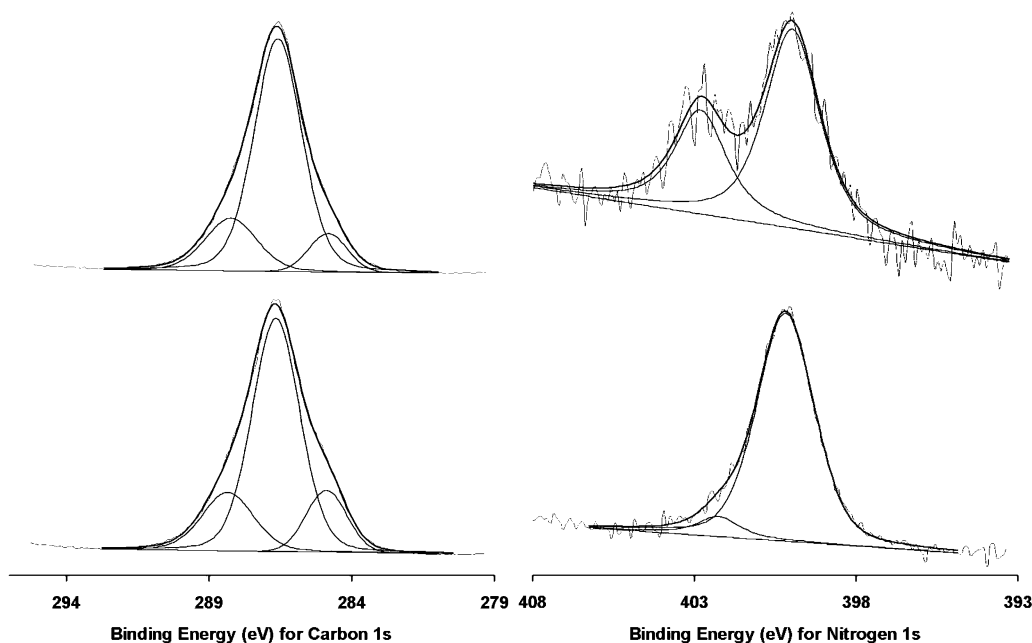 294 289 284 279 408 403 398 393
Binding Energy (eV) for Carbon 1s Binding Energy (eV) for Nitrogen 1s